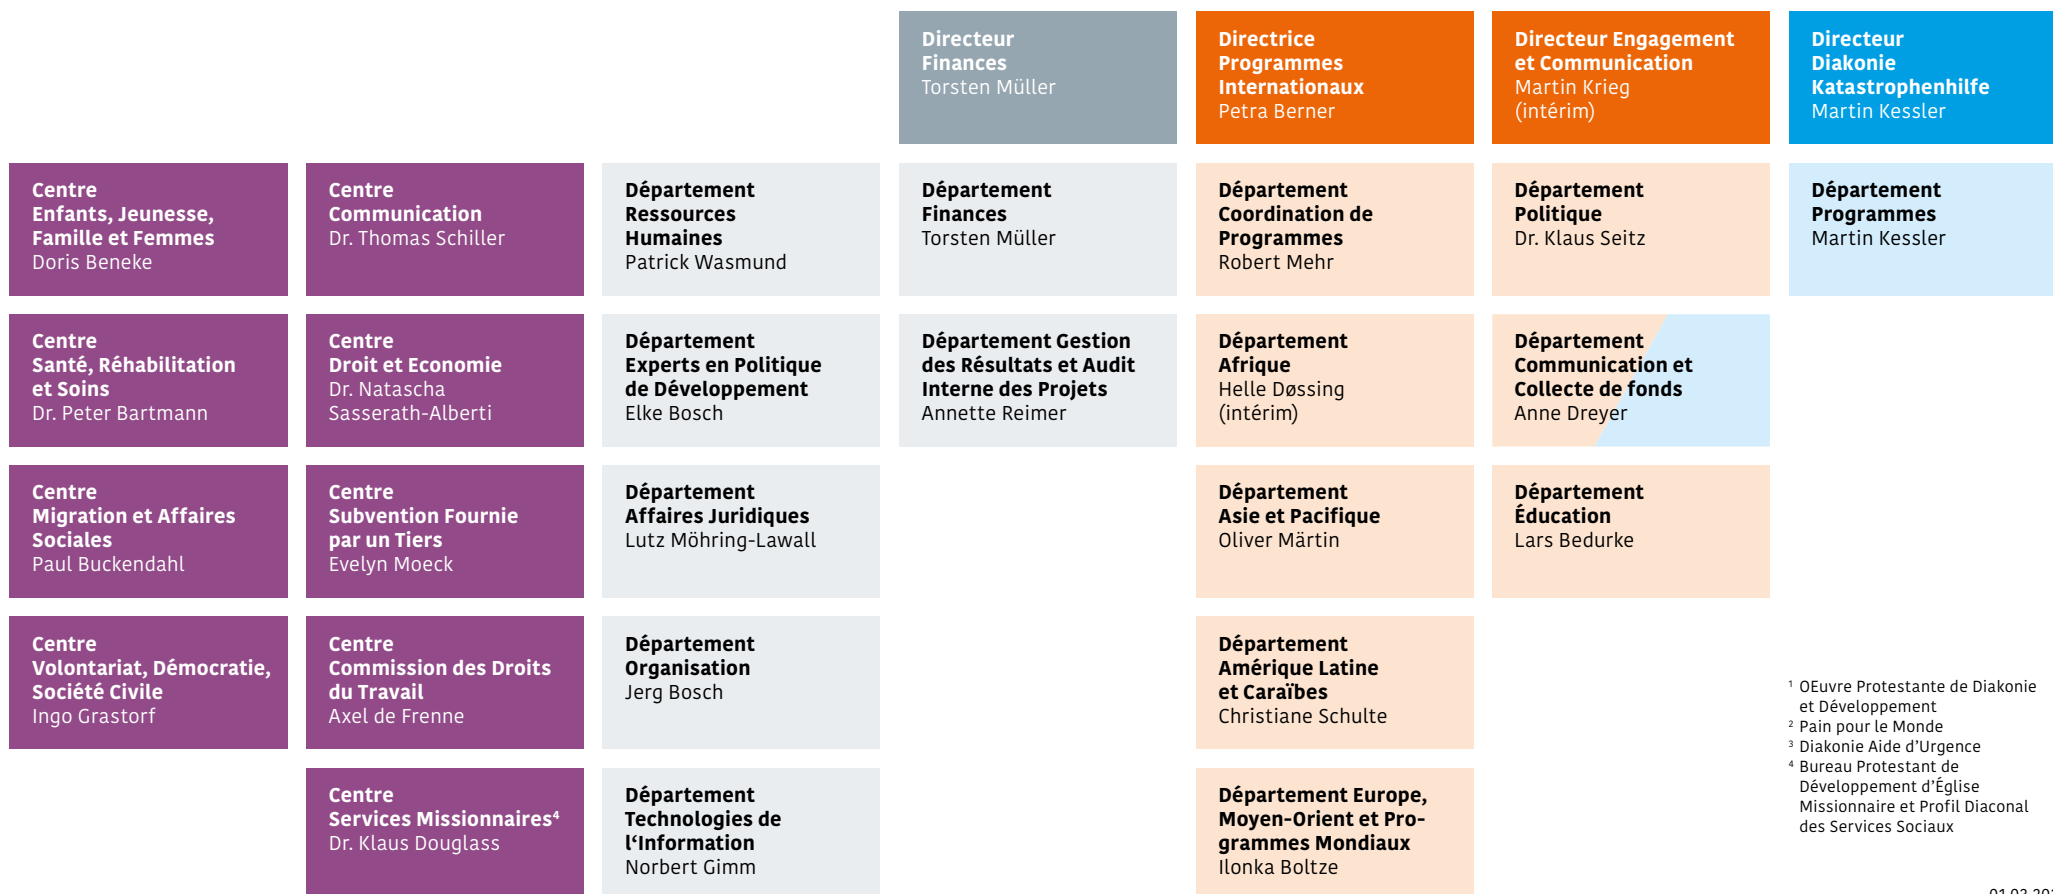 Directeur
Finances
Torsten Müller
Directrice
Programmes
Internationaux
Petra Berner
Directeur Engagement
et Communication
Martin Krieg
(intérim)
Directeur
Diakonie
Katastrophenhilfe
Martin Kessler
Centre
Enfants, Jeunesse,
Famille et Femmes
Doris Beneke
Centre
Communication
Dr. Thomas Schiller
Département
Ressources
Humaines
Patrick Wasmund
Département
Finances
Torsten Müller
Département
Coordination de
Programmes
Robert Mehr
Département
Politique
Dr. Klaus Seitz
Département
Programmes
Martin Kessler
Centre
Santé, Réhabilitation
et Soins
Dr. Peter Bartmann
Centre
Droit et Economie
Dr. Natascha
Sasserath-Alberti
Département
Experts en Politique
de Développement
Elke Bosch
Département Gestion
des Résultats et Audit
Interne des Projets
Annette Reimer
Département
Afrique
Helle Døssing
(intérim)
Département
Communication et
Collecte de fonds
Anne Dreyer
Centre
Migration et Affaires
Sociales
Paul Buckendahl
Centre
Subvention Fournie
par un Tiers
Evelyn Moeck
Département
Affaires Juridiques
Lutz Möhring-Lawall
Département
Asie et Pacifique
Oliver Märtin
Département
Éducation
Lars Bedurke
Centre
Volontariat, Démocratie,
Société Civile
Ingo Grastorf
Centre
Commission des Droits
du Travail
Axel de Frenne
Département
Organisation
Jerg Bosch
Département
Amérique Latine
et Caraïbes
Christiane Schulte
Centre
Services Missionnaires⁴
Dr. Klaus Douglass
Département
Technologies de
l‘Information
Norbert Gimm
Département Europe,
Moyen-Orient et Pro-
grammes Mondiaux
Ilonka Boltze
¹ OEuvre Protestante de Diakonie
et Développement
² Pain pour le Monde
³ Diakonie Aide d’Urgence
⁴ Bureau Protestant de
Développement d’Église
Missionnaire et Profil Diaconal
des Services Sociaux